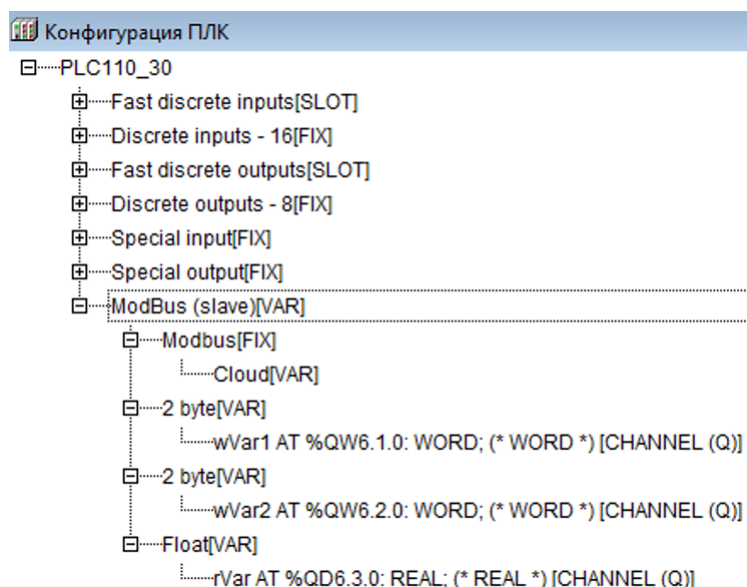 Конфигурация ПЛК
PLC110_30
Fast discrete inputs[SLOT]
Discrete inputs - 16[FIX]
Fast discrete outputs[SLOT]
Discrete outputs - 8[FIX]
Special input[FIX]
Special output[FIX]
ModBus (slave)[VAR]
Modbus[FIX]
Cloud[VAR]
2 byte[VAR]
wVar1 AT %QW6.1.0: WORD; (* WORD *) [CHANNEL (Q)]
2 byte[VAR]
wVar2 AT %QW6.2.0: WORD; (* WORD *) [CHANNEL (Q)]
Float[VAR]
rVar AT %QD6.3.0: REAL; (* REAL *) [CHANNEL (Q)]